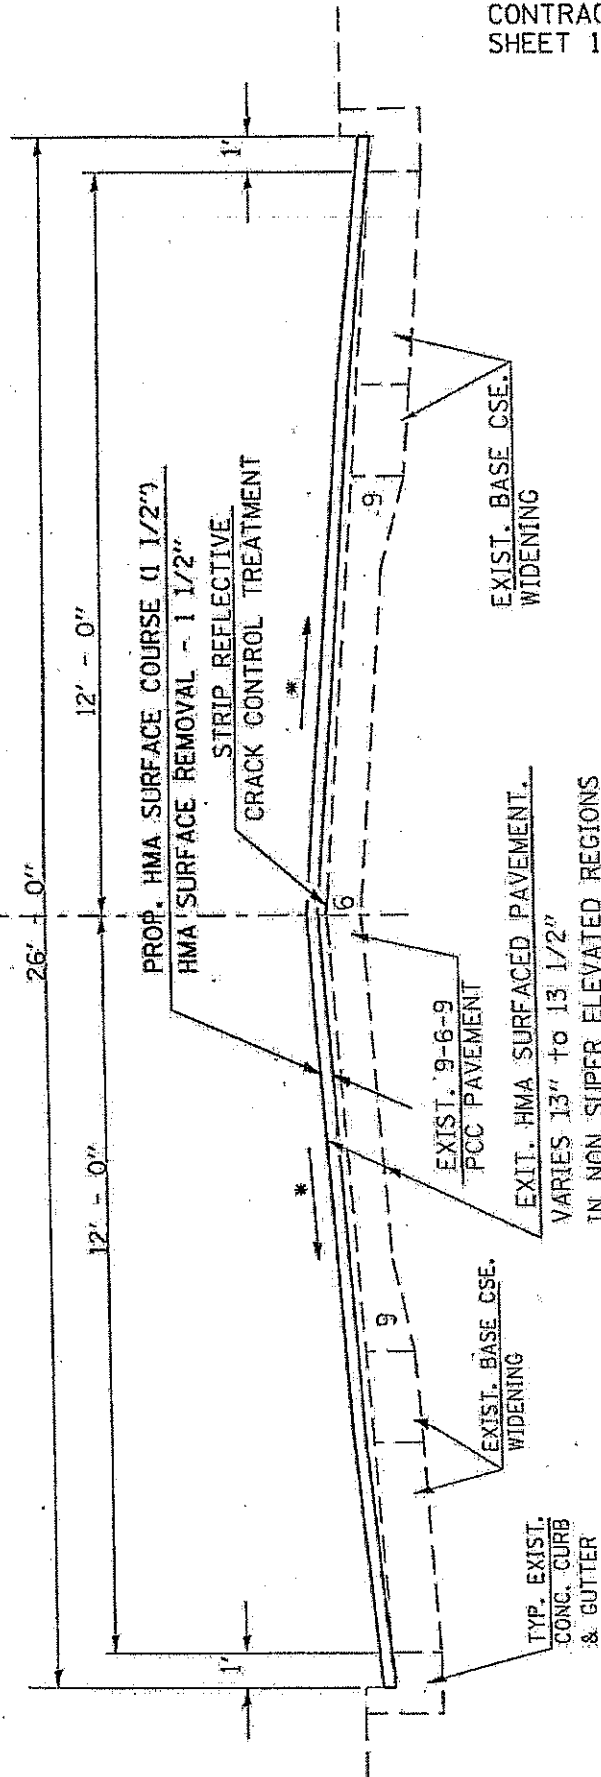 CONTRAC
SHEET 1
26' - 0"
12' - 0"
12' - 0"
1'
1'
PROP. HMA SURFACE COURSE (1 1/2")
HMA SURFACE REMOVAL - 1 1/2"
STRIP REFLECTIVE
CRACK CONTROL TREATMENT
*
*
9
6
9
EXIST. 9-6-9
PCC PAVEMENT
EXIT. HMA SURFACED PAVEMENT.
VARIES 13" to 13 1/2"
IN NON SUPER ELEVATED REGIONS
EXIST. BASE CSE.
WIDENING
EXIST. BASE CSE.
WIDENING
TYP. EXIST.
CONC. CURB
& GUTTER